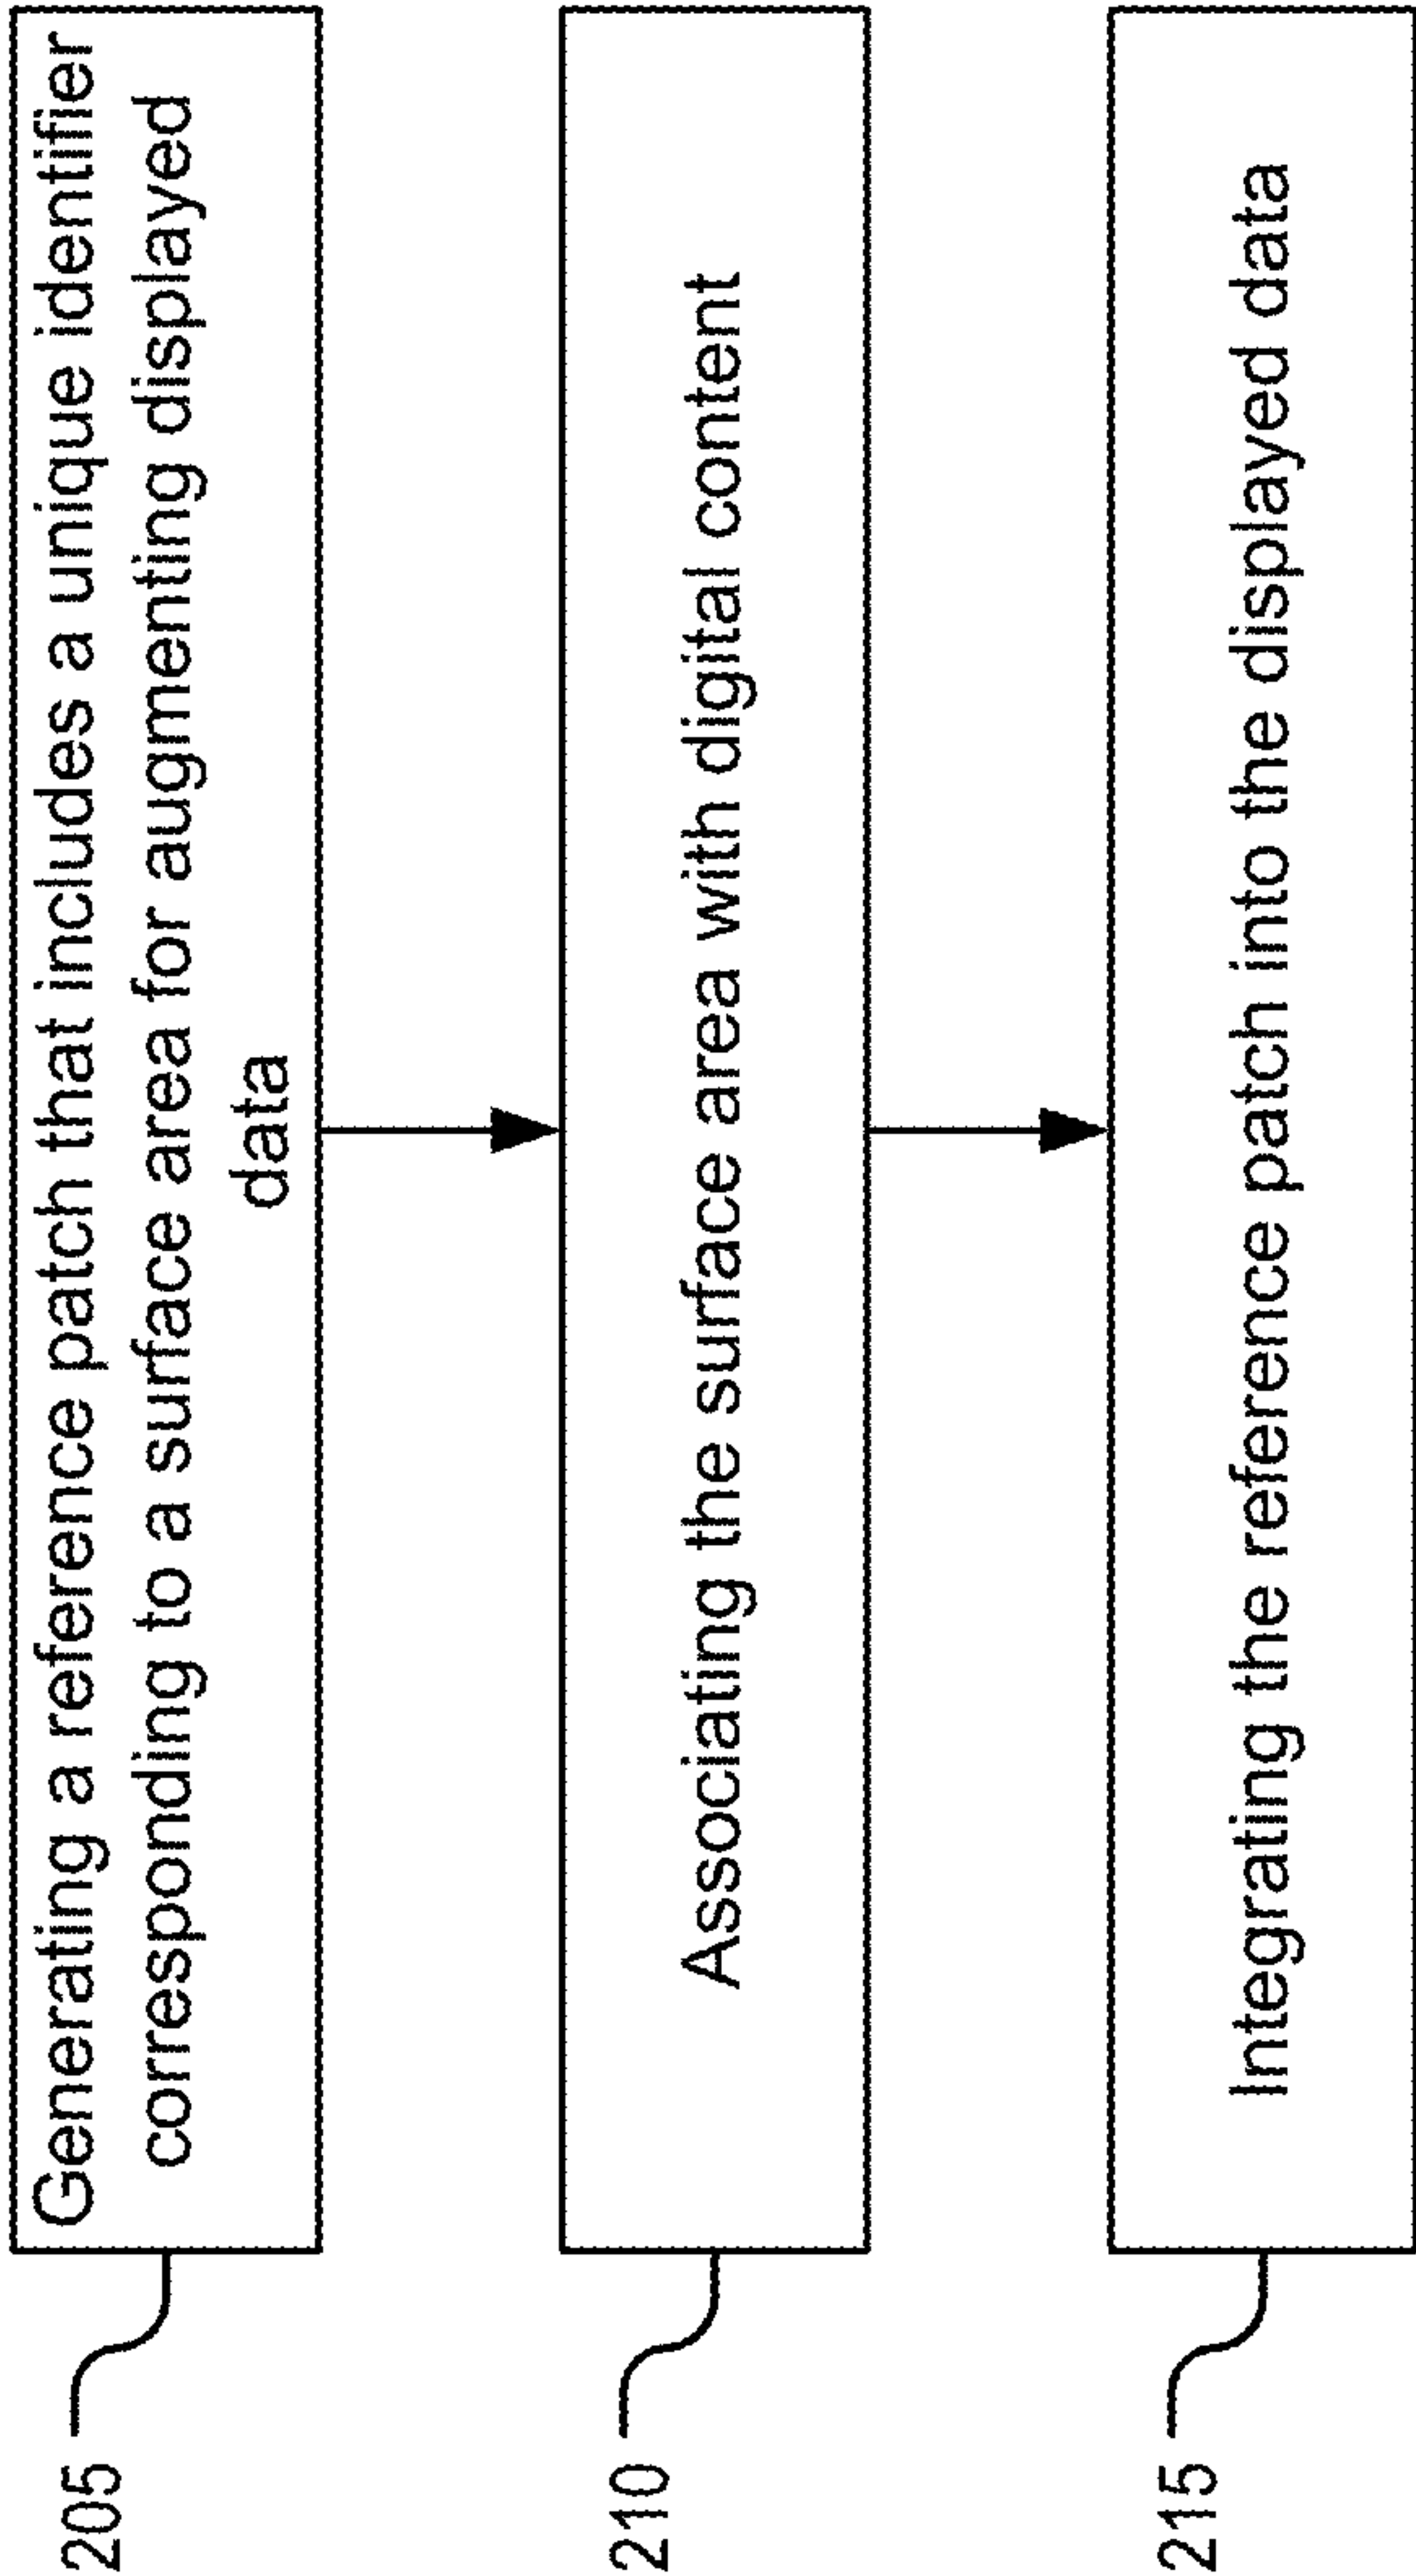 205
Generating a reference patch that includes a unique identifier
corresponding to a surface area for augmenting displayed
data
210
Associating the surface area with digital content
215
Integrating the reference patch into the displayed data